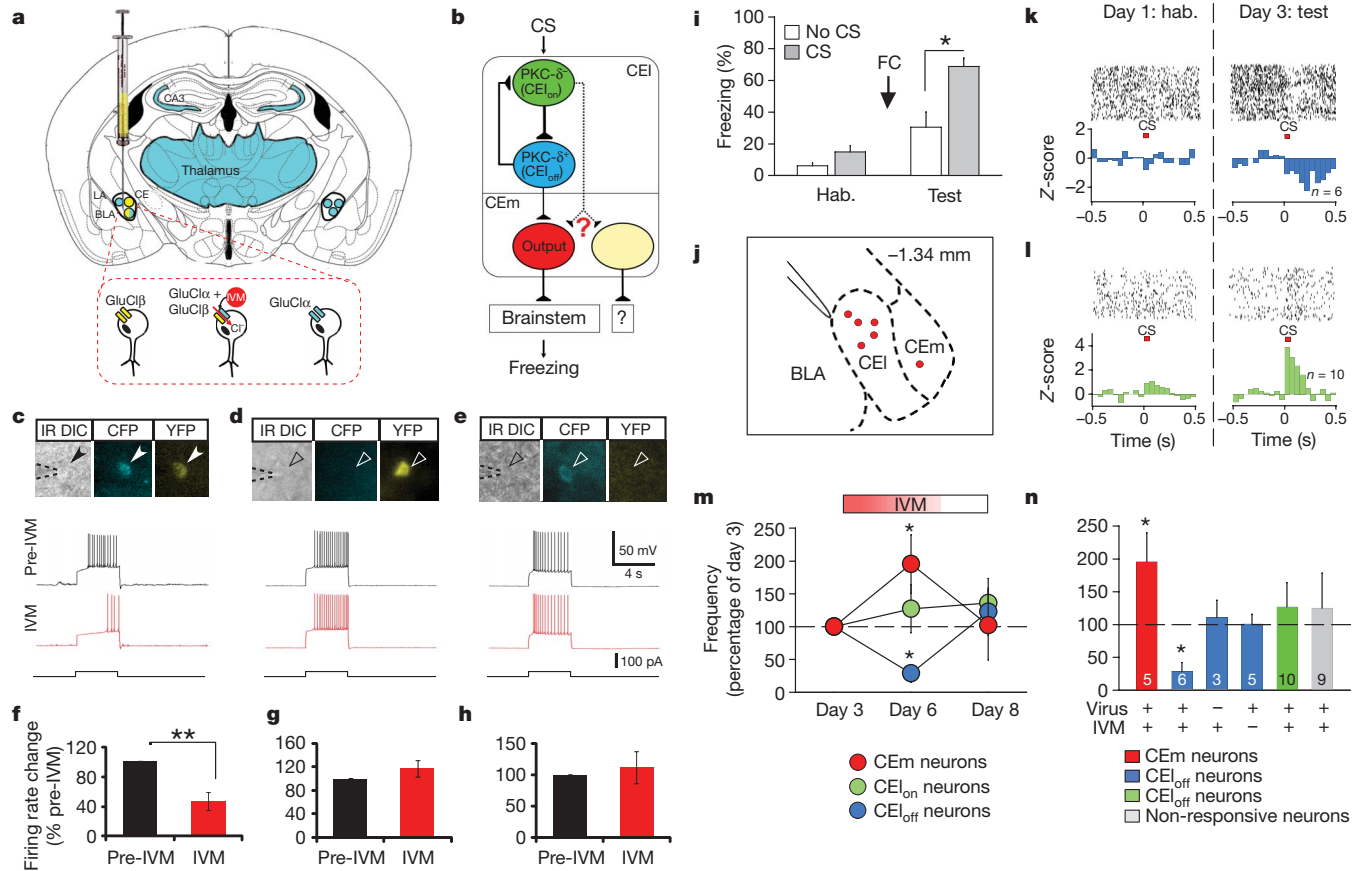 a
CA3
Thalamus
LA
CE
BLA
GluClβ
GluClα +
GluClβ
IVM
Cl⁻
GluClα
b
CS
CEl
PKC-δ⁻
(CElon)
PKC-δ⁺
(CEloff)
CEm
?
Output
Brainstem
?
Freezing
c
IR DIC CFP YFP
d
IR DIC CFP YFP
e
IR DIC CFP YFP
Pre-IVM
50 mV
4 s
IVM
100 pA
f
Firing rate change
(% pre-IVM)
120
80
40
0
**
Pre-IVM IVM
g
160
120
80
40
0
Pre-IVM IVM
h
150
100
50
0
Pre-IVM IVM
i
Freezing (%)
100
80
60
40
20
0
No CS
CS
FC
*
Hab. Test
j
−1.34 mm
BLA
CEl
CEm
k
Day 1: hab. Day 3: test
CS CS
Z-score
2
0
−2
n = 6
−0.5 0 0.5 −0.5 0 0.5
l
CS CS
Z-score
4
2
0
n = 10
−0.5 0 0.5 −0.5 0 0.5
Time (s) Time (s)
m
IVM
Frequency
(percentage of day 3)
250
200
150
100
50
0
*
*
Day 3 Day 6 Day 8
CEm neurons
CElon neurons
CEloff neurons
n
250
200
150
100
50
0
*
*
5 6 3 5 10 9
Virus + + − + + +
IVM + + + − + +
CEm neurons
CEloff neurons
CEloff neurons
Non-responsive neurons